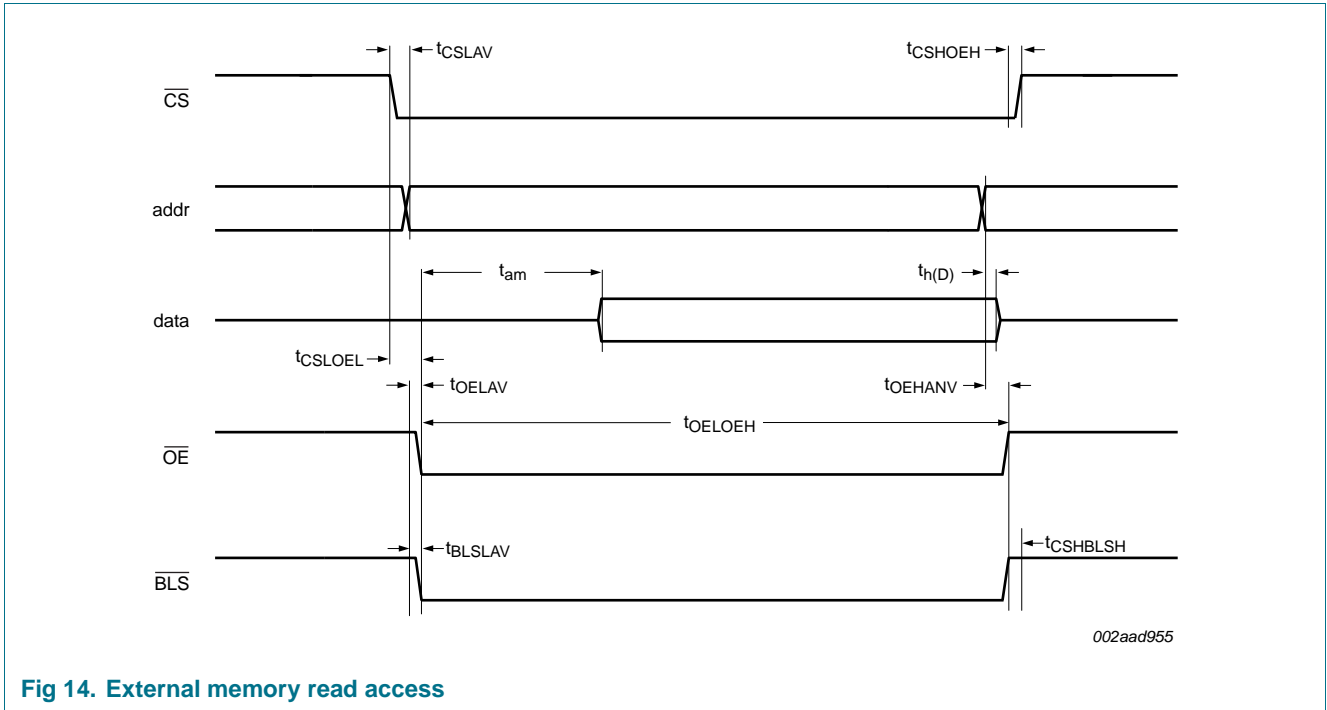 tCSLAV
tCSHOEH
CS
addr
tam
th(D)
data
tCSLOEL
tOELAV
tOEHANV
tOELOEH
OE
tBLSLAV
tCSHBLSH
BLS
002aad955
Fig 14. External memory read access